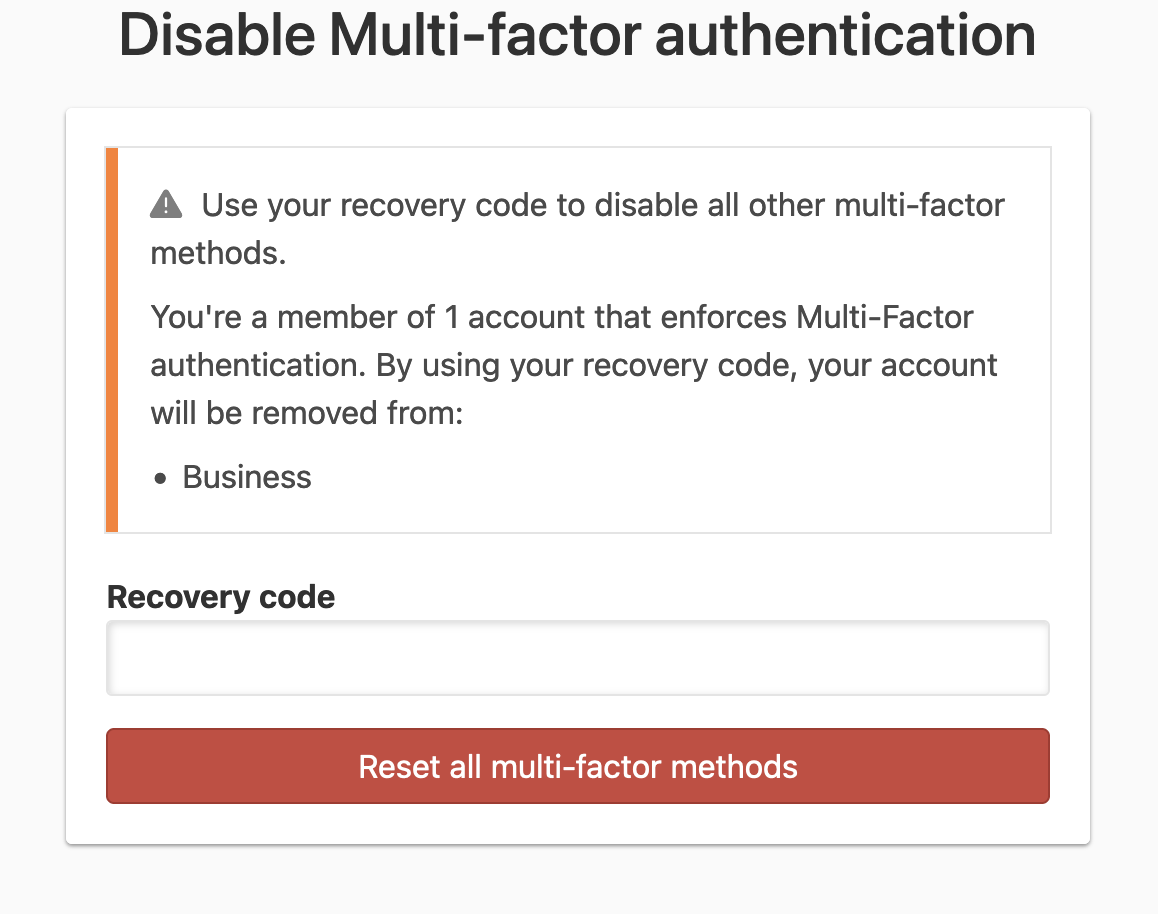 Disable Multi-factor authentication
Use your recovery code to disable all other multi-factor
methods.
You're a member of 1 account that enforces Multi-Factor
authentication. By using your recovery code, your account
will be removed from:
• Business
Recovery code
Reset all multi-factor methods